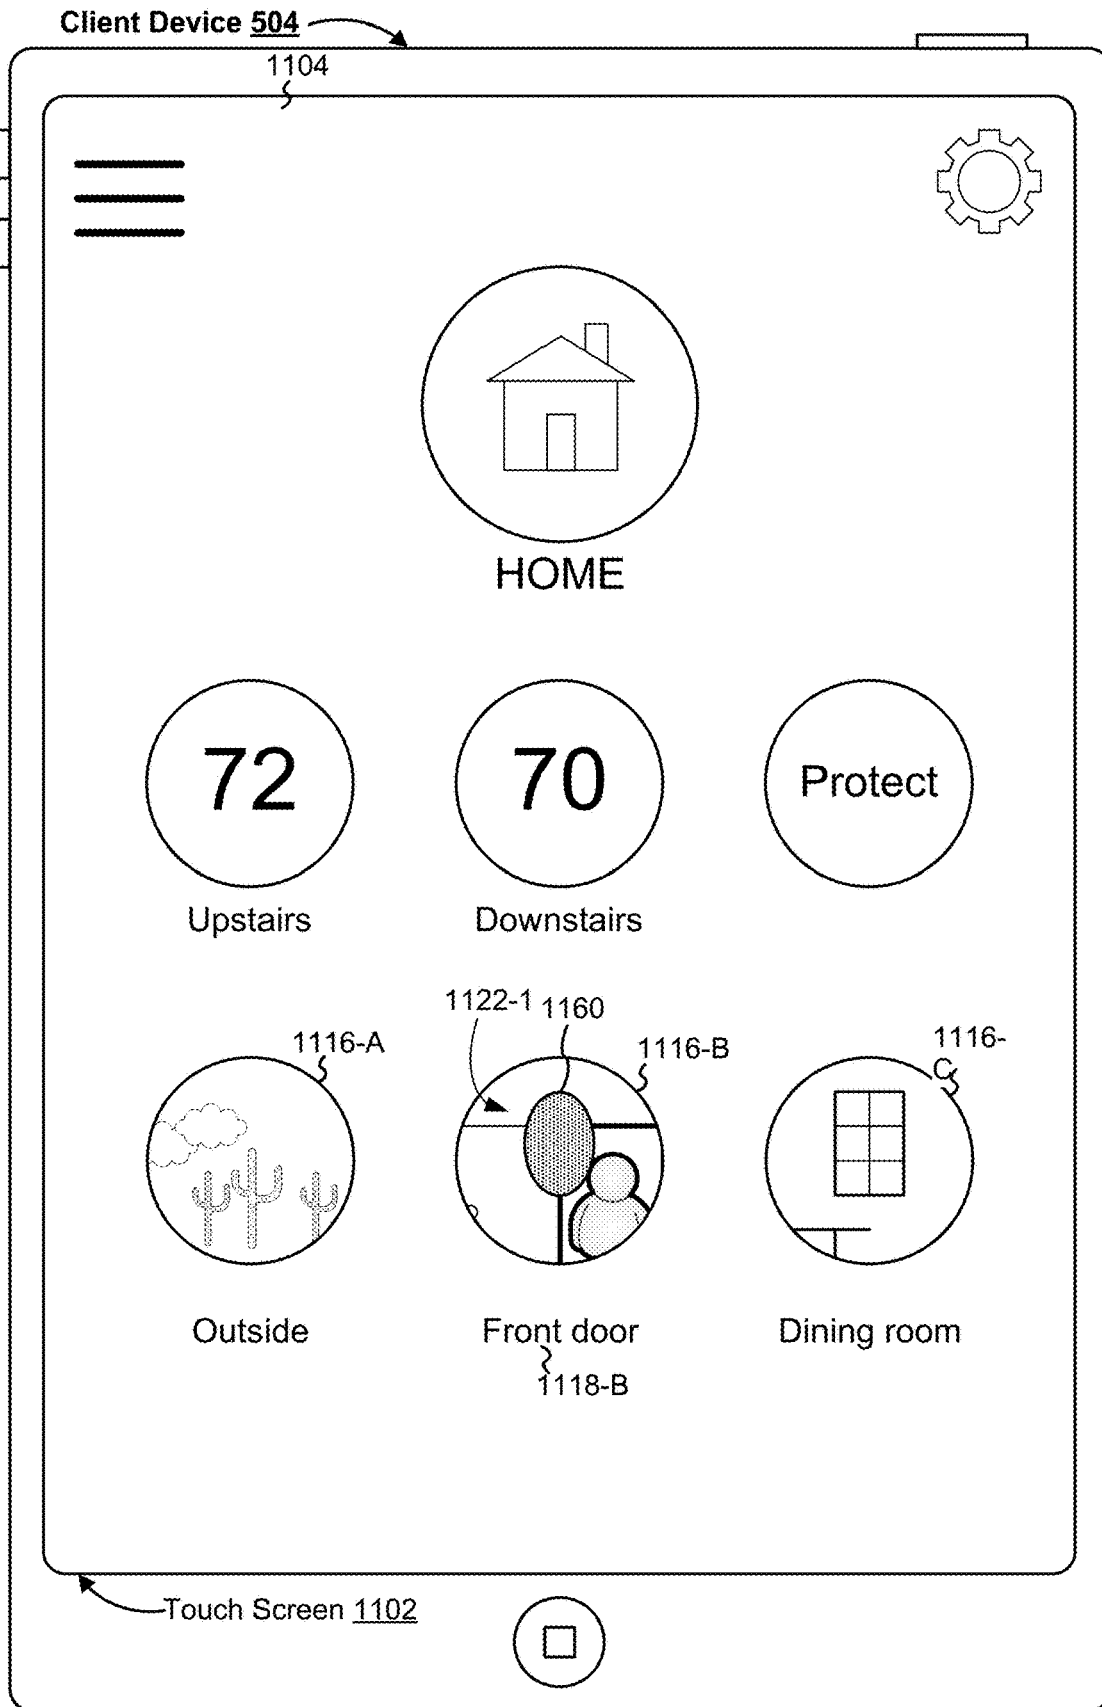 Client Device 504
1104
HOME
72
70
Protect
Upstairs
Downstairs
1122-1
1160
1116-A
1116-B
1116-
C
Outside
Front door
Dining room
1118-B
Touch Screen 1102